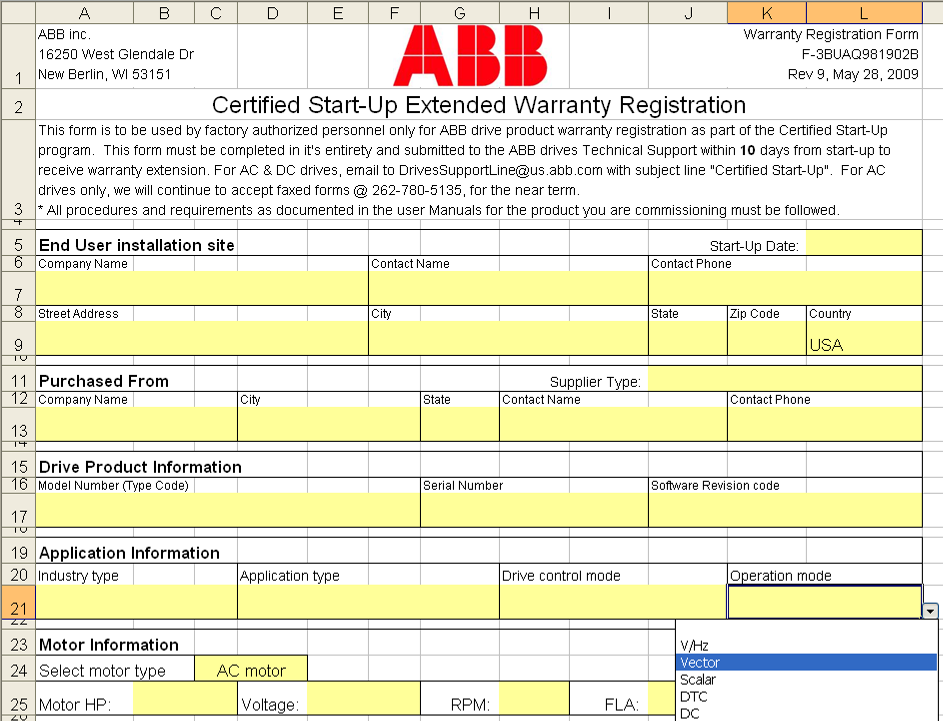 A B C D E F G H I J K L
1
ABB inc.
16250 West Glendale Dr
New Berlin, WI 53151
ABB
Warranty Registration Form
F-3BUAQ981902B
Rev 9, May 28, 2009
2
Certified Start-Up Extended Warranty Registration
3
This form is to be used by factory authorized personnel only for ABB drive product warranty registration as part of the Certified Start-Up
program. This form must be completed in it's entirety and submitted to the ABB drives Technical Support within 10 days from start-up to
receive warranty extension. For AC & DC drives, email to DrivesSupportLine@us.abb.com with subject line "Certified Start-Up". For AC
drives only, we will continue to accept faxed forms @ 262-780-5135, for the near term.
* All procedures and requirements as documented in the user Manuals for the product you are commissioning must be followed.
4
5 End User installation site Start-Up Date:
6 Company Name Contact Name Contact Phone
7
8 Street Address City State Zip Code Country
9 USA
10
11 Purchased From Supplier Type:
12 Company Name City State Contact Name Contact Phone
13
14
15 Drive Product Information
16 Model Number (Type Code) Serial Number Software Revision code
17
18
19 Application Information
20 Industry type Application type Drive control mode Operation mode
21
22
23 Motor Information
V/Hz
Vector
Scalar
DTC
DC
24 Select motor type AC motor
25 Motor HP: Voltage: RPM: FLA:
26